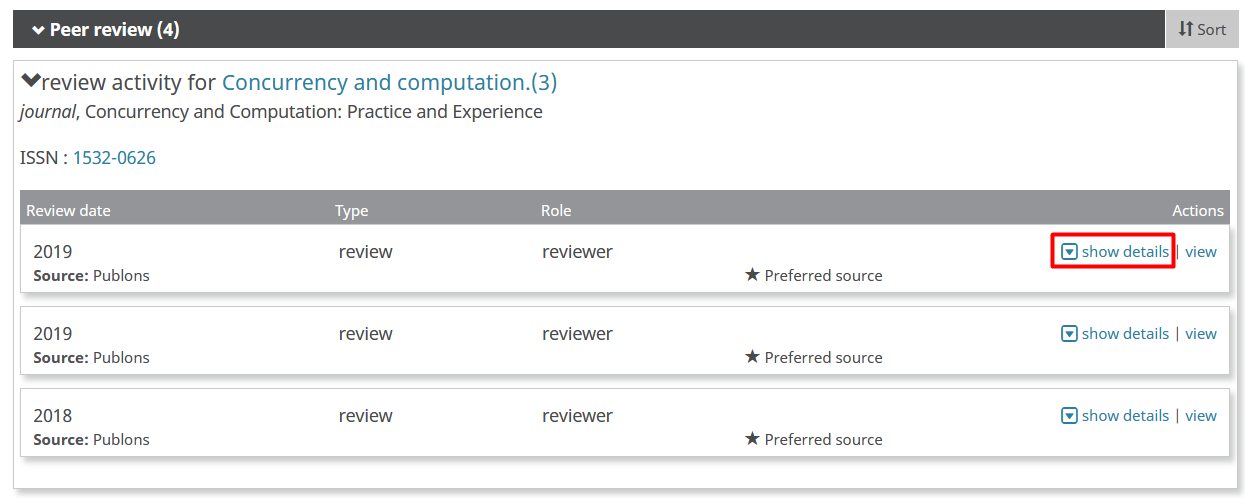 Peer review (4)
Sort
review activity for Concurrency and computation.(3)
journal, Concurrency and Computation: Practice and Experience
ISSN : 1532-0626
Review date Type Role Actions
2019 review reviewer show details | view
Source: Publons ★ Preferred source
2019 review reviewer show details | view
Source: Publons ★ Preferred source
2018 review reviewer show details | view
Source: Publons ★ Preferred source